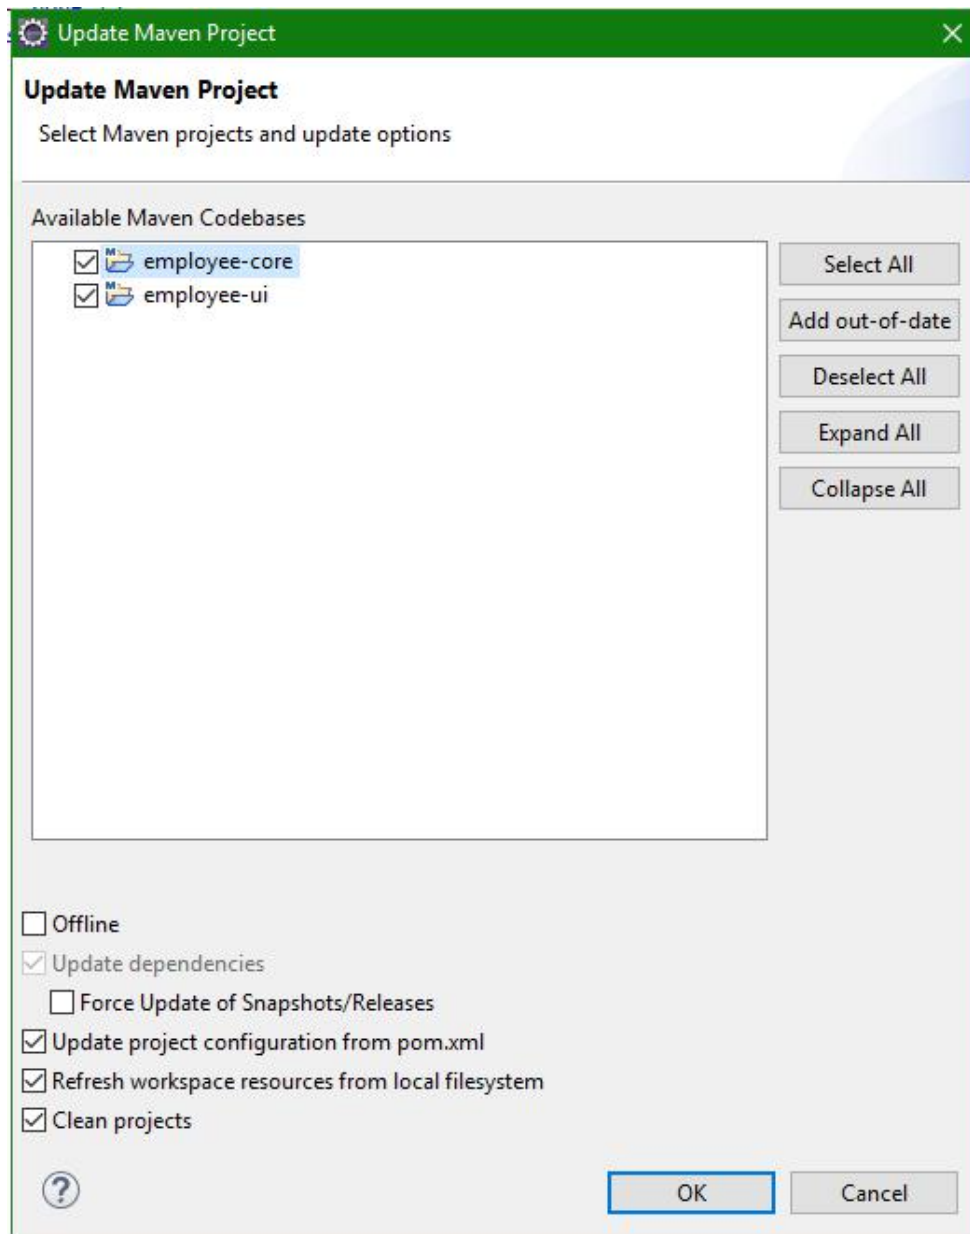 Update Maven Project
Update Maven Project
Select Maven projects and update options
Available Maven Codebases
employee-core
employee-ui
Select All
Add out-of-date
Deselect All
Expand All
Collapse All
Offline
Update dependencies
Force Update of Snapshots/Releases
Update project configuration from pom.xml
Refresh workspace resources from local filesystem
Clean projects
?
OK
Cancel